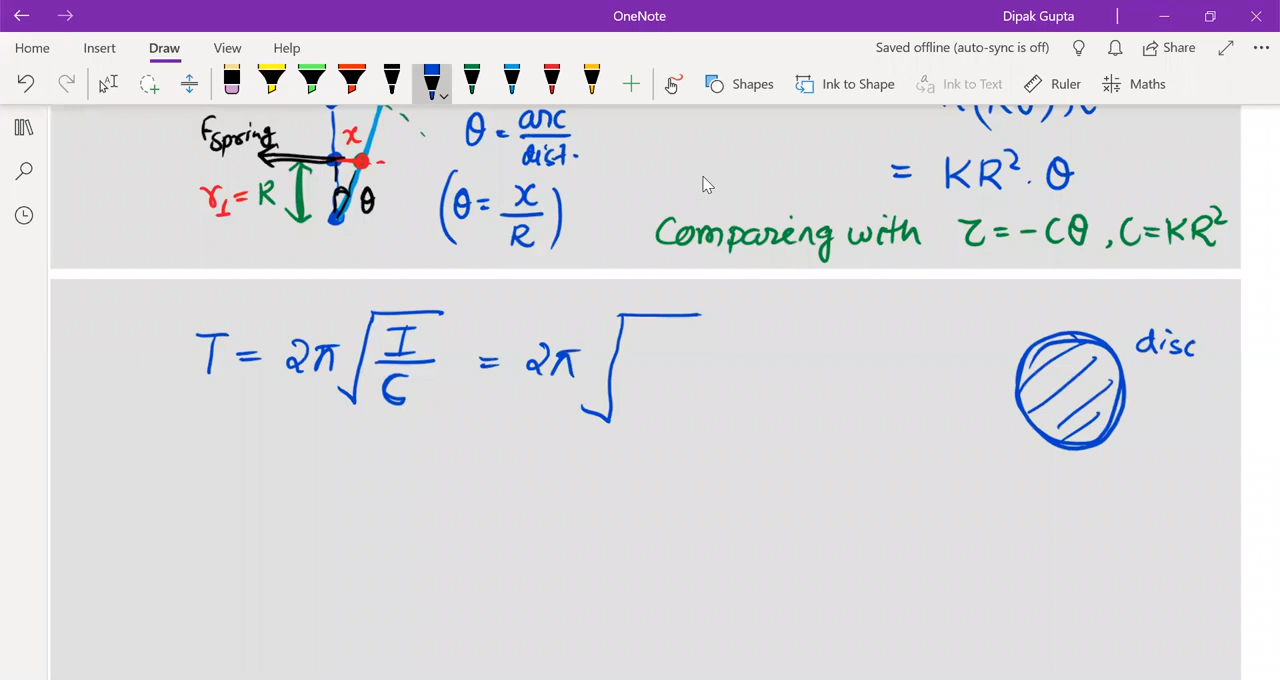 OneNote
Dipak Gupta
Home Insert Draw View Help
Saved offline (auto-sync is off)
Share
Shapes
Ink to Shape
Ink to Text
Ruler
Maths
Fspring
x
θ = arc/dist.
r⊥ = R
θ
(θ = x/R)
= KR². θ
Comparing with τ = -Cθ, C=KR²
T = 2π√(I/C) = 2π√
disc